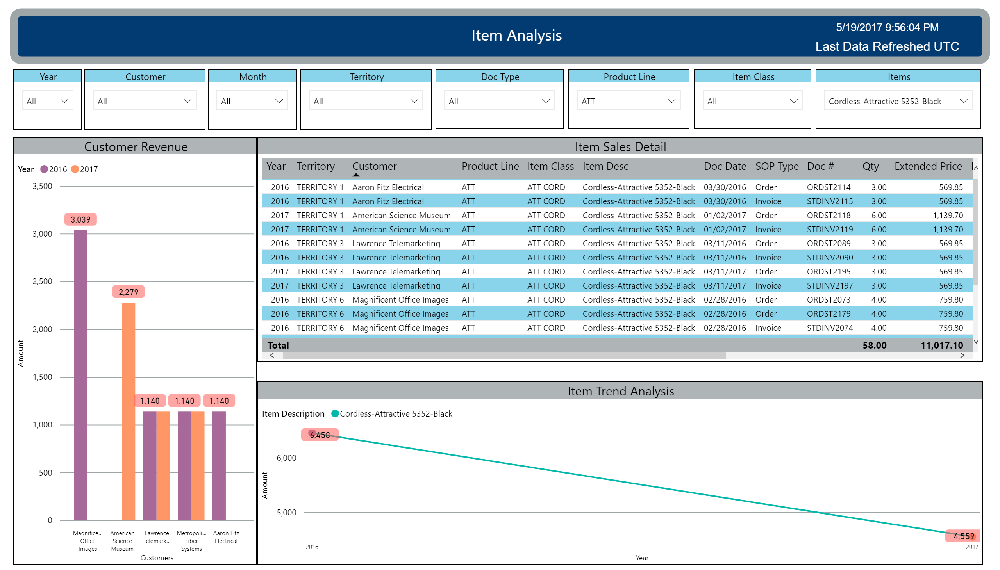 Item Analysis
5/19/2017 9:56:04 PM
Last Data Refreshed UTC
Year Customer Month Territory Doc Type Product Line Item Class Items
All All All All All ATT All Cordless-Attractive 5352-Black
Customer Revenue
Year 2016 2017
3,500
3,039
3,000
2,500
2,279
2,000
1,500
1,140 1,140 1,140
1,000
500
0
Amount
Magnifice... Office Images
American Science Museum
Lawrence Telemark...
Metropoli... Fiber Systems
Aaron Fitz Electrical
Customers
Item Sales Detail
Year Territory Customer Product Line Item Class Item Desc Doc Date SOP Type Doc # Qty Extended Price
2016 TERRITORY 1 Aaron Fitz Electrical ATT ATT CORD Cordless-Attractive 5352-Black 03/30/2016 Order ORDST2114 3.00 569.85
2016 TERRITORY 1 Aaron Fitz Electrical ATT ATT CORD Cordless-Attractive 5352-Black 03/30/2016 Invoice STDINV2115 3.00 569.85
2017 TERRITORY 1 American Science Museum ATT ATT CORD Cordless-Attractive 5352-Black 01/02/2017 Order ORDST2118 6.00 1,139.70
2017 TERRITORY 1 American Science Museum ATT ATT CORD Cordless-Attractive 5352-Black 01/02/2017 Invoice STDINV2119 6.00 1,139.70
2016 TERRITORY 3 Lawrence Telemarketing ATT ATT CORD Cordless-Attractive 5352-Black 03/11/2016 Order ORDST2089 3.00 569.85
2016 TERRITORY 3 Lawrence Telemarketing ATT ATT CORD Cordless-Attractive 5352-Black 03/11/2016 Invoice STDINV2090 3.00 569.85
2017 TERRITORY 3 Lawrence Telemarketing ATT ATT CORD Cordless-Attractive 5352-Black 03/11/2017 Order ORDST2195 3.00 569.85
2017 TERRITORY 3 Lawrence Telemarketing ATT ATT CORD Cordless-Attractive 5352-Black 03/11/2017 Invoice STDINV2197 3.00 569.85
2016 TERRITORY 6 Magnificent Office Images ATT ATT CORD Cordless-Attractive 5352-Black 02/28/2016 Order ORDST2073 4.00 759.80
2016 TERRITORY 6 Magnificent Office Images ATT ATT CORD Cordless-Attractive 5352-Black 02/28/2016 Order ORDST2179 4.00 759.80
2016 TERRITORY 6 Magnificent Office Images ATT ATT CORD Cordless-Attractive 5352-Black 02/28/2016 Invoice STDINV2074 4.00 759.80
Total 58.00 11,017.10
Item Trend Analysis
Item Description Cordless-Attractive 5352-Black
6,458
6,000
5,000
4,559
Amount
2016 2017
Year